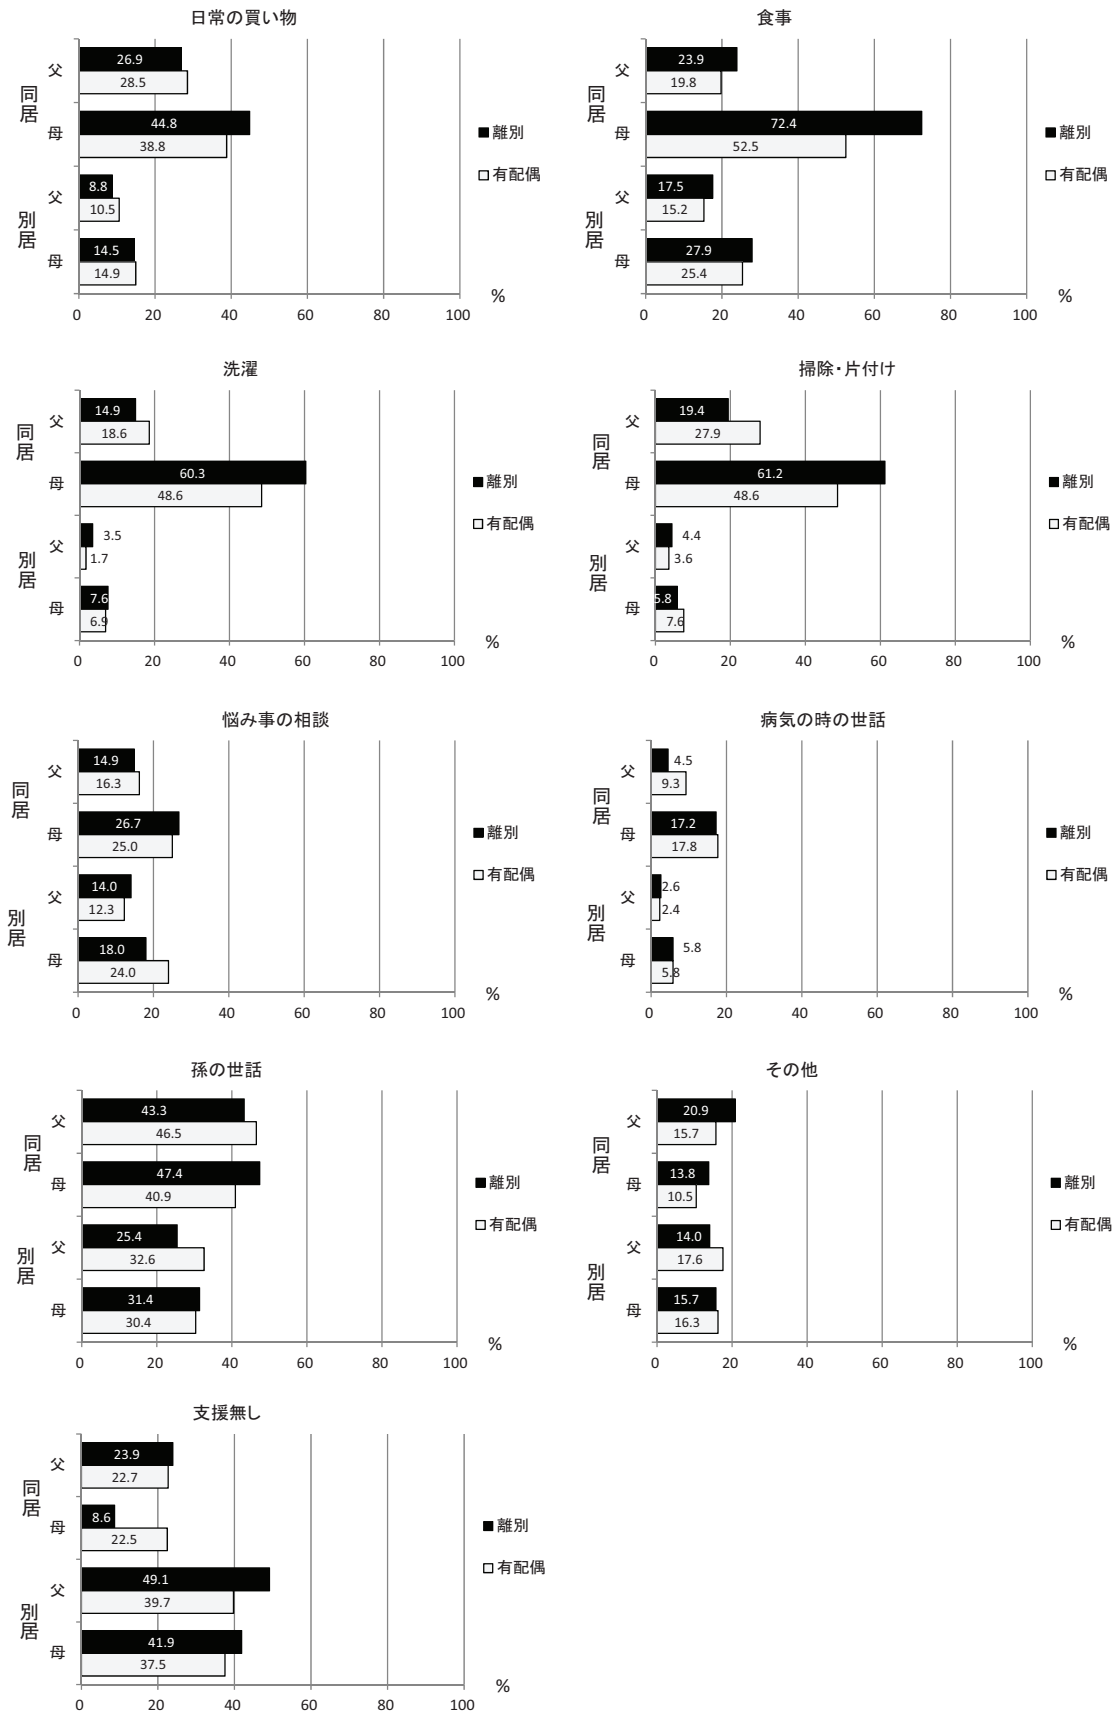 日常の買い物
同居
父
26.9
28.5
母
44.8
38.8
別居
父
8.8
10.5
母
14.5
14.9
■離別
□有配偶
0 20 40 60 80 100
%
食事
同居
父
23.9
19.8
母
72.4
52.5
別居
父
17.5
15.2
母
27.9
25.4
■離別
□有配偶
0 20 40 60 80 100
%
洗濯
同居
父
14.9
18.6
母
60.3
48.6
別居
父
3.5
1.7
母
7.6
6.9
■離別
□有配偶
0 20 40 60 80 100
%
掃除・片付け
同居
父
19.4
27.9
母
61.2
48.6
別居
父
4.4
3.6
母
5.8
7.6
■離別
□有配偶
0 20 40 60 80 100
%
悩み事の相談
同居
父
14.9
16.3
母
26.7
25.0
別居
父
14.0
12.3
母
18.0
24.0
■離別
□有配偶
0 20 40 60 80 100
%
病気の時の世話
同居
父
4.5
9.3
母
17.2
17.8
別居
父
2.6
2.4
母
5.8
5.8
■離別
□有配偶
0 20 40 60 80 100
%
孫の世話
同居
父
43.3
46.5
母
47.4
40.9
別居
父
25.4
32.6
母
31.4
30.4
■離別
□有配偶
0 20 40 60 80 100
%
その他
同居
父
20.9
15.7
母
13.8
10.5
別居
父
14.0
17.6
母
15.7
16.3
■離別
□有配偶
0 20 40 60 80 100
%
支援無し
同居
父
23.9
22.7
母
8.6
22.5
別居
父
49.1
39.7
母
41.9
37.5
■離別
□有配偶
0 20 40 60 80 100
%